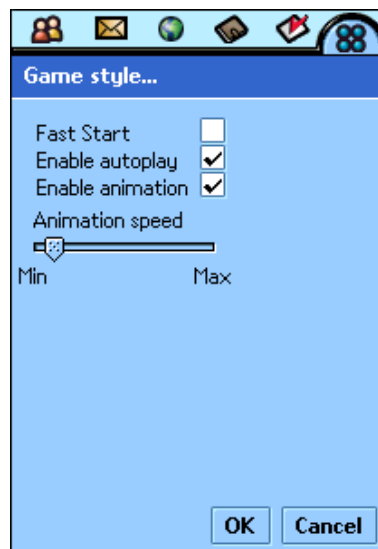 Game style...
Fast Start
Enable autoplay
Enable animation
Animation speed
Min Max
OK Cancel